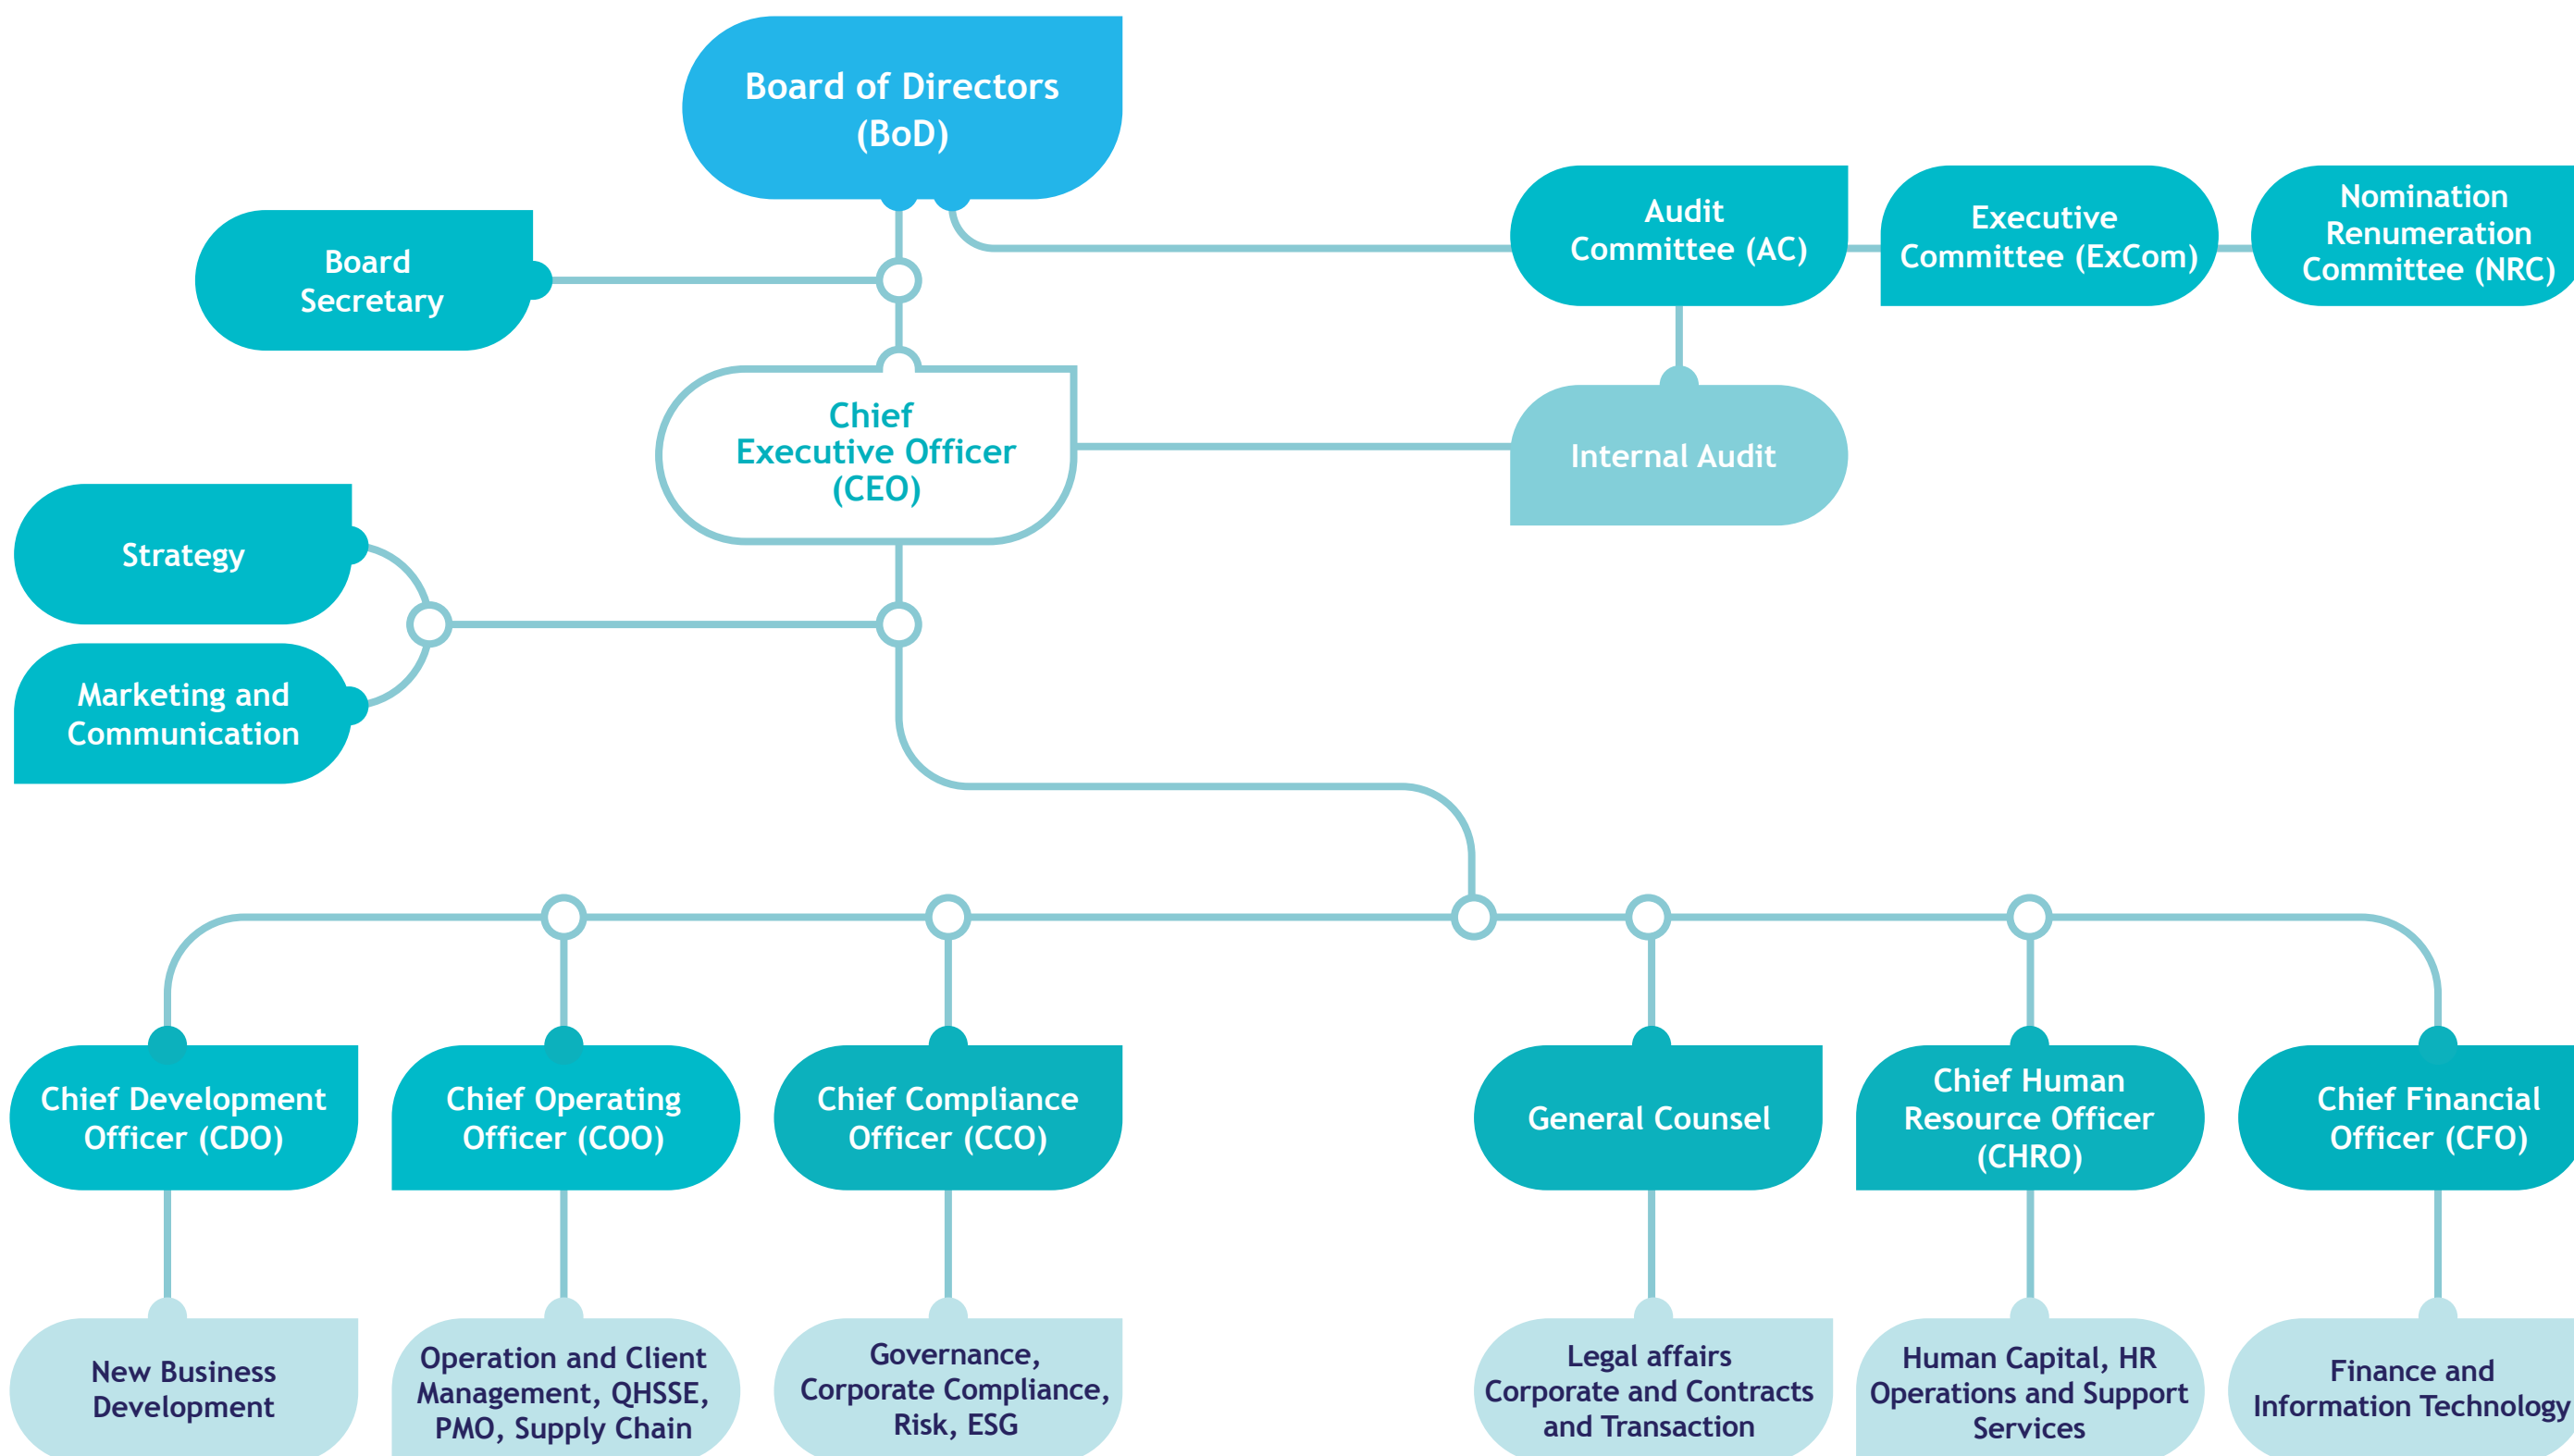 Board of Directors
(BoD)
Audit
Committee (AC)
Executive
Committee (ExCom)
Nomination
Renumeration
Committee (NRC)
Board
Secretary
Chief
Executive Officer
(CEO)
Internal Audit
Strategy
Marketing and
Communication
Chief Development
Officer (CDO)
Chief Operating
Officer (COO)
Chief Compliance
Officer (CCO)
General Counsel
Chief Human
Resource Officer
(CHRO)
Chief Financial
Officer (CFO)
New Business
Development
Operation and Client
Management, QHSSE,
PMO, Supply Chain
Governance,
Corporate Compliance,
Risk, ESG
Legal affairs
Corporate and Contracts
and Transaction
Human Capital, HR
Operations and Support
Services
Finance and
Information Technology